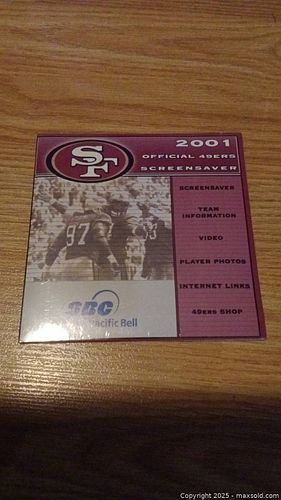 SF
2001
OFFICIAL 49ERS
SCREENSAVER
SCREENSAVER
TEAM
INFORMATION
VIDEO
PLAYER PHOTOS
INTERNET LINKS
49ERS SHOP
97
SBC
Pacific Bell
Copyright 2025 - maxsold.com